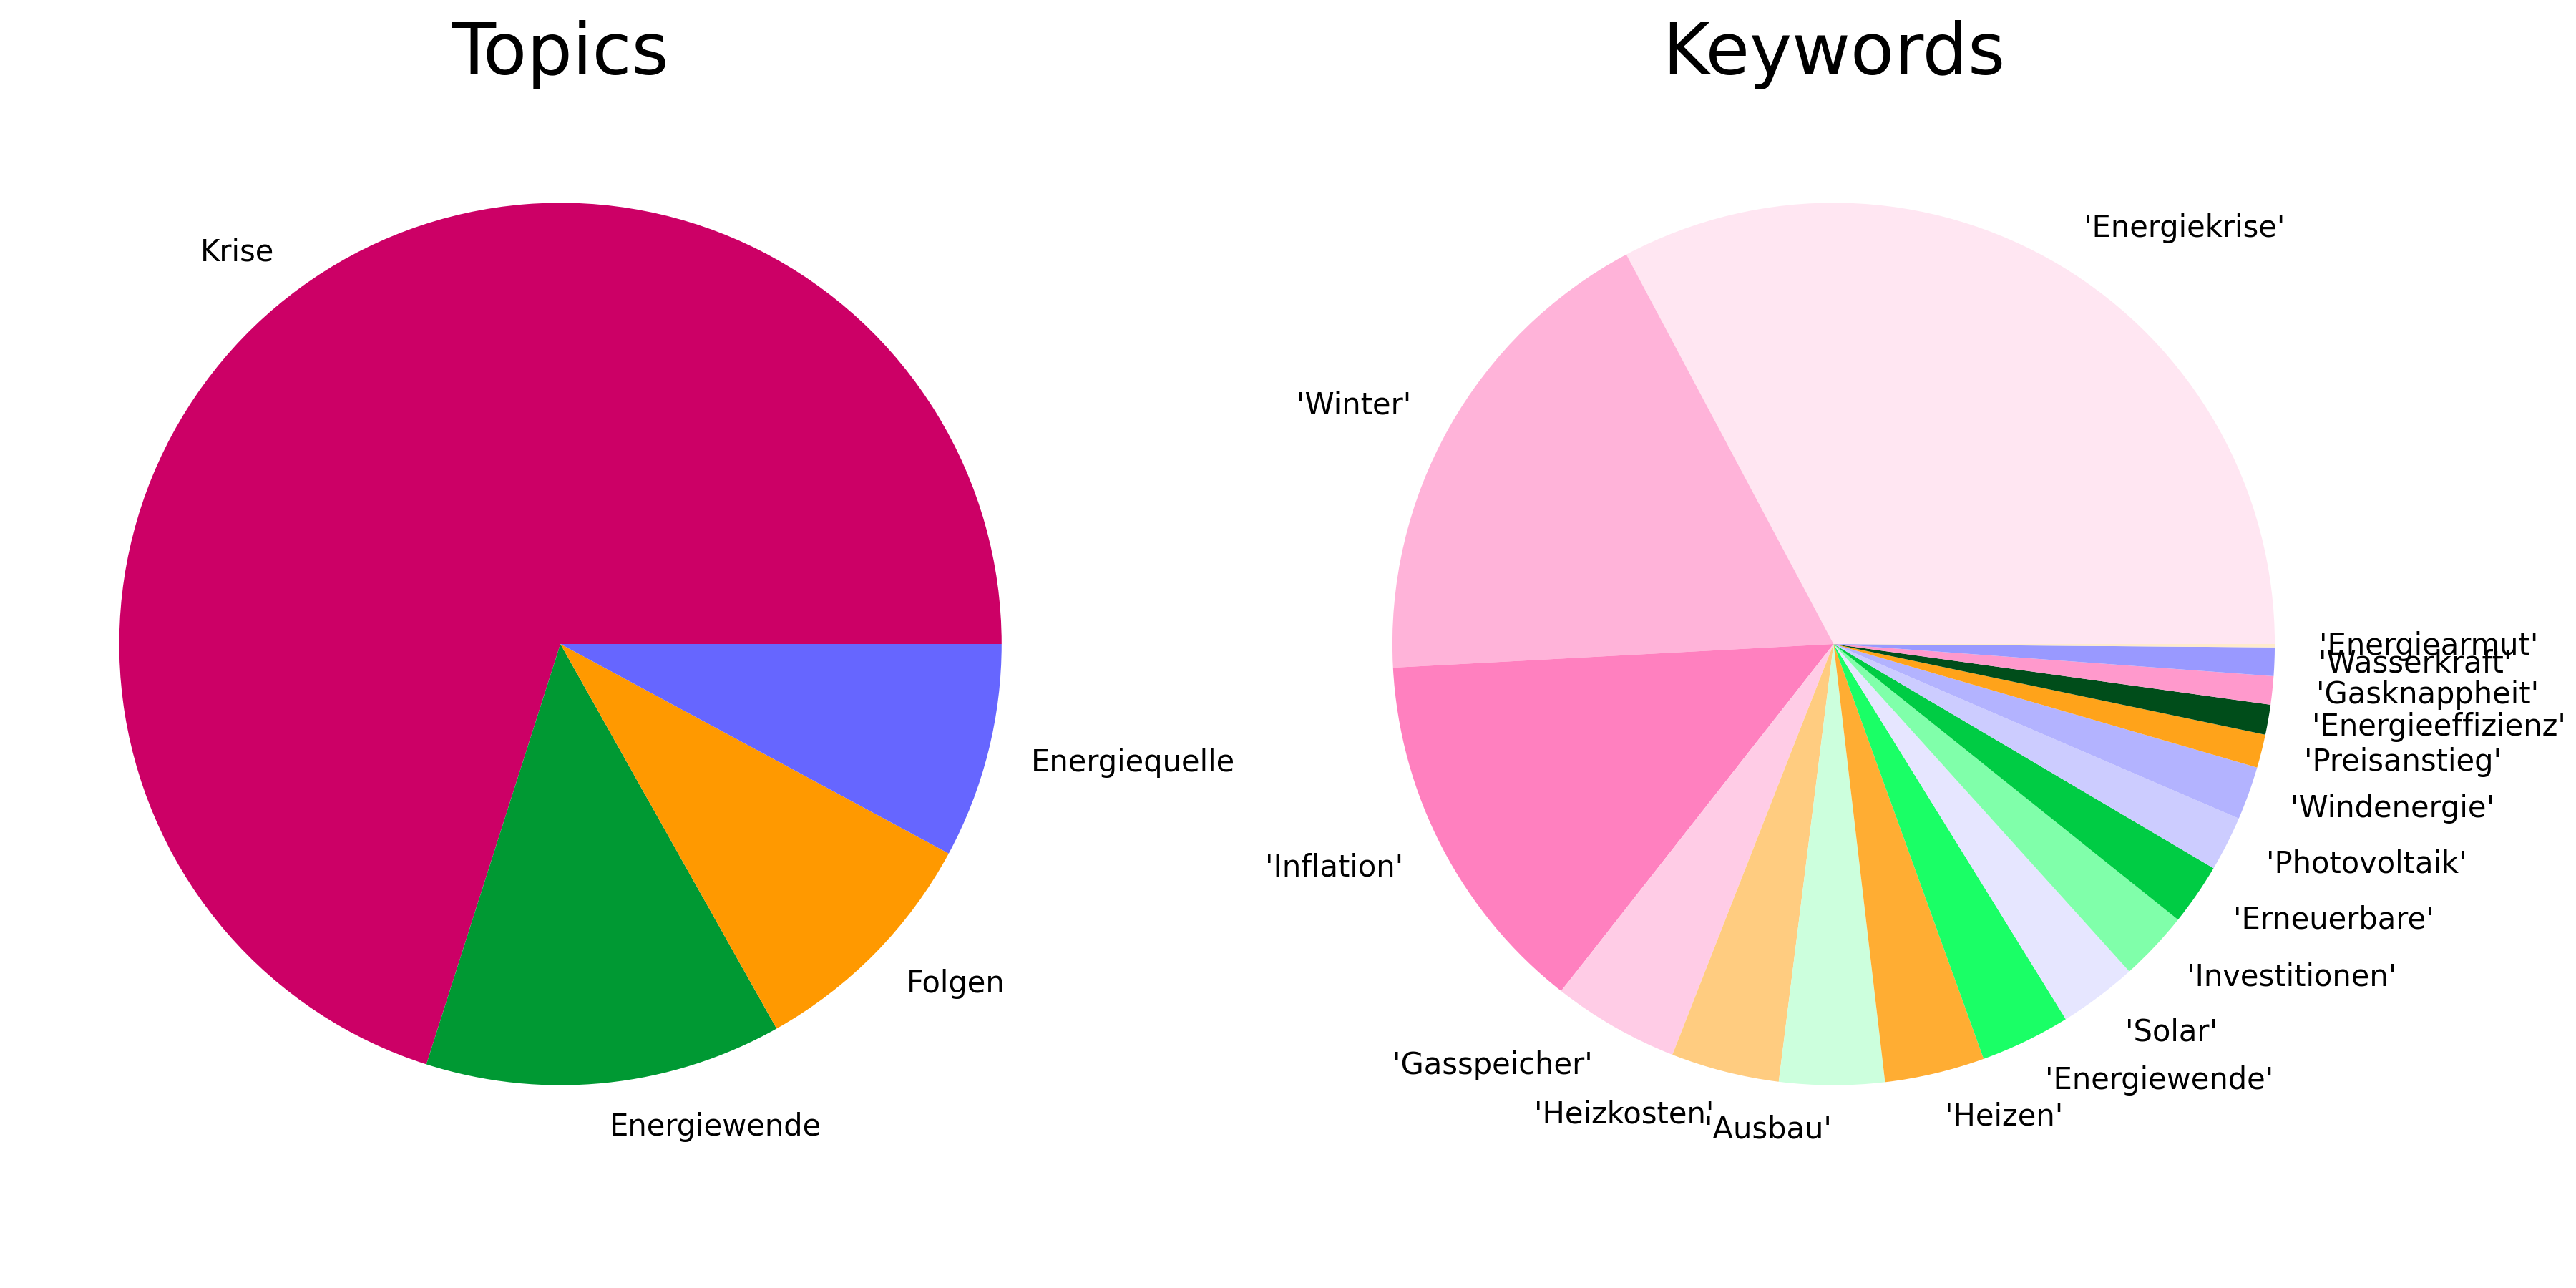 Topics
Krise
Energiewende
Folgen
Energiequelle
Keywords
'Energiekrise'
'Winter'
'Inflation'
'Gasspeicher'
'Heizkosten'
'Ausbau'
'Heizen'
'Energiewende'
'Solar'
'Investitionen'
'Erneuerbare'
'Photovoltaik'
'Windenergie'
'Preisanstieg'
'Energieeffizienz'
'Gasknappheit'
'Wasserkraft'
'Energiearmut'